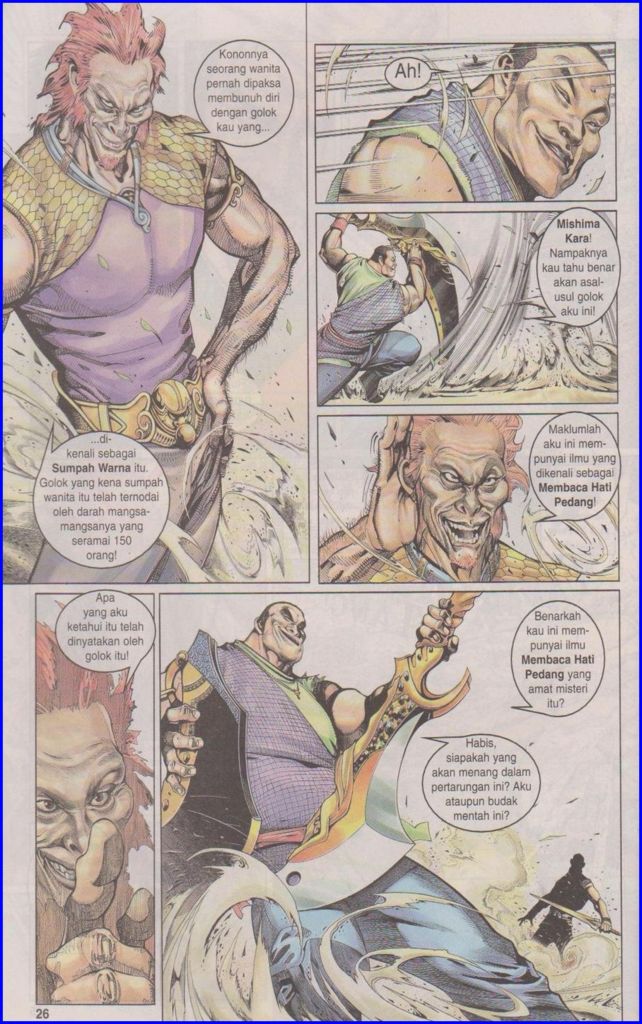 Kononnya
seorang wanita
pernah dipaksa
membunuh diri
dengan golok
kau yang...
...di-
kenali sebagai
Sumpah Warna itu.
Golok yang kena sumpah
wanita itu telah ternodai
oleh darah mangsa-
mangsanya yang
seramai 150
orang!
Ah!
Mishima
Kara!
Nampaknya
kau tahu benar
akan asal-
usul golok
aku ini!
Maklumlah
aku ini mem-
punyai ilmu yang
dikenali sebagai
Membaca Hati
Pedang!
Apa
yang aku
ketahui itu telah
dinyatakan oleh
golok itu!
Benarkah
kau ini mem-
punyai ilmu
Membaca Hati
Pedang yang
amat misteri
itu?
Habis,
siapakah yang
akan menang dalam
pertarungan ini? Aku
ataupun budak
mentah ini?
26